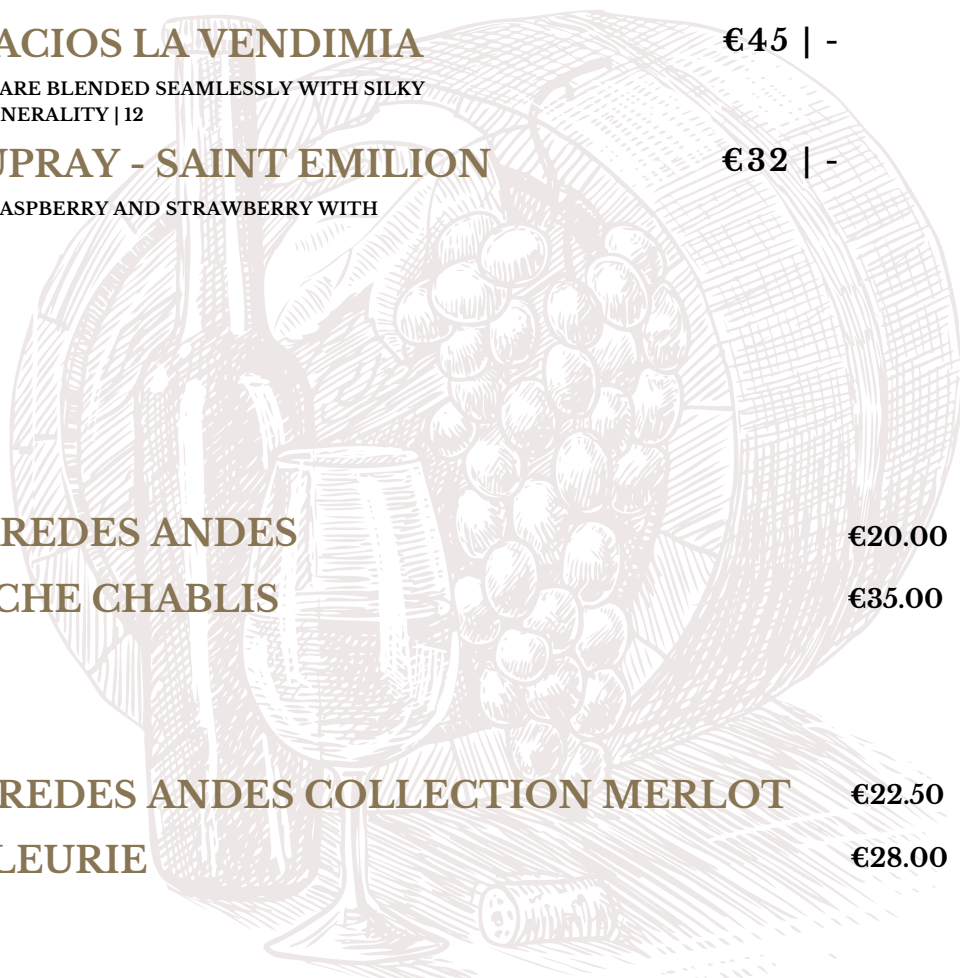 ACIOS LA VENDIMIA €45 | -
ARE BLENDED SEAMLESSLY WITH SILKY
NERALITY | 12
UPRAY - SAINT EMILION €32 | -
ASPBERRY AND STRAWBERRY WITH
REDES ANDES €20.00
CHE CHABLIS €35.00
REDES ANDES COLLECTION MERLOT €22.50
LEURIE €28.00